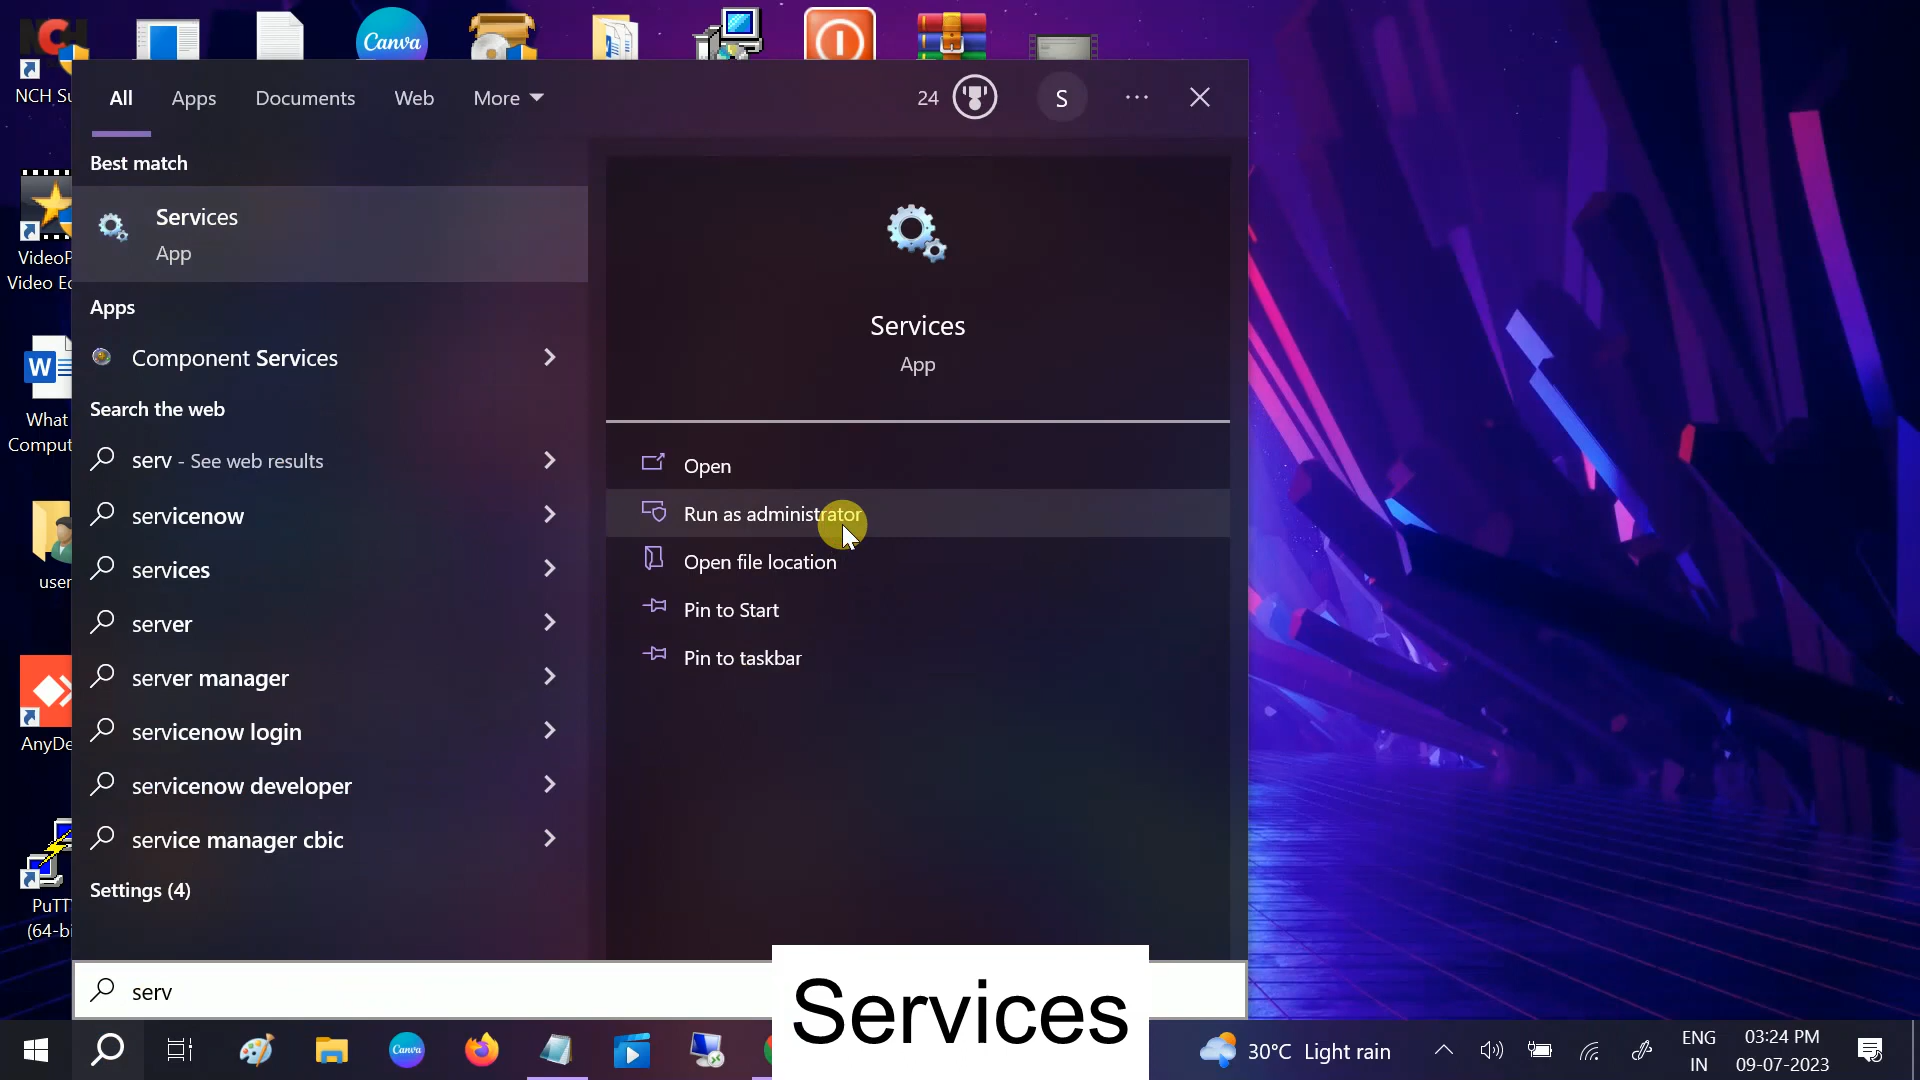 NCH Su
Canva
All
Apps
Documents
Web
More
24
S
Best match
Services
App
Apps
Component Services
Search the web
serv - See web results
servicenow
services
server
server manager
servicenow login
servicenow developer
service manager cbic
Settings (4)
Services
App
Open
Run as administrator
Open file location
Pin to Start
Pin to taskbar
VideoP
Video Ed
W
What
Comput
user
AnyDe
PuTT
(64-bi
serv
Services
Canva
30°C Light rain
ENG
IN
03:24 PM
09-07-2023